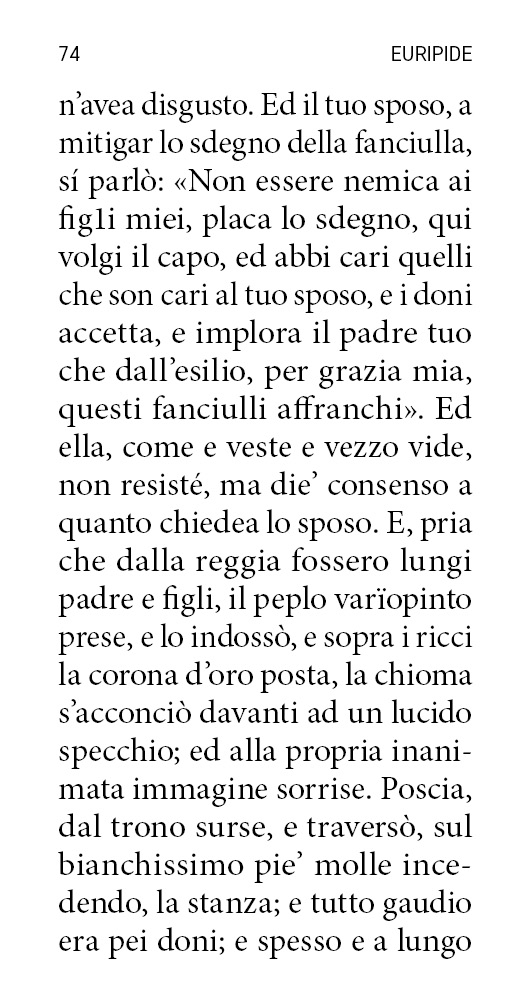 74 EURIPIDE
n’avea disgusto. Ed il tuo sposo, a
mitigar lo sdegno della fanciulla,
sí parlò: «Non essere nemica ai
fig1i miei, placa lo sdegno, qui
volgi il capo, ed abbi cari quelli
che son cari al tuo sposo, e i doni
accetta, e implora il padre tuo
che dall’esilio, per grazia mia,
questi fanciulli affranchi». Ed
ella, come e veste e vezzo vide,
non resisté, ma die’ consenso a
quanto chiedea lo sposo. E, pria
che dalla reggia fossero lungi
padre e figli, il peplo varïopinto
prese, e lo indossò, e sopra i ricci
la corona d’oro posta, la chioma
s’acconciò davanti ad un lucido
specchio; ed alla propria inani-
mata immagine sorrise. Poscia,
dal trono surse, e traversò, sul
bianchissimo pie’ molle ince-
dendo, la stanza; e tutto gaudio
era pei doni; e spesso e a lungo